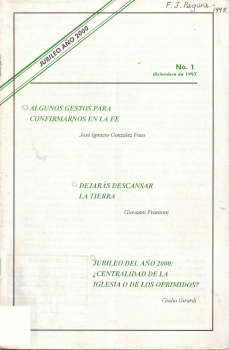 F. J. Laguna
1998
JUBILEO AÑO 2000
No. 1
diciembre de 1997
ALGUNOS GESTOS PARA
CONFIRMARNOS EN LA FE
José Ignacio González Faus
DEJARÁS DESCANSAR
LA TIERRA
Giovanni Franzoni
JUBILEO DEL AÑO 2000:
¿CENTRALIDAD DE LA
IGLESIA O DE LOS OPRIMIDOS?
Giulio Girardi